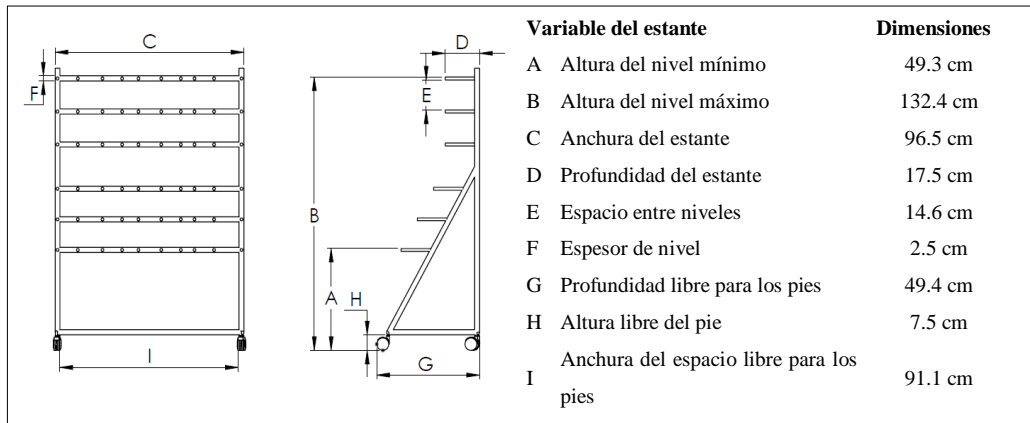 C
F
I
D
E
B
A
H
G
Variable del estante Dimensiones
A Altura del nivel mínimo 49.3 cm
B Altura del nivel máximo 132.4 cm
C Anchura del estante 96.5 cm
D Profundidad del estante 17.5 cm
E Espacio entre niveles 14.6 cm
F Espesor de nivel 2.5 cm
G Profundidad libre para los pies 49.4 cm
H Altura libre del pie 7.5 cm
I Anchura del espacio libre para los
pies 91.1 cm